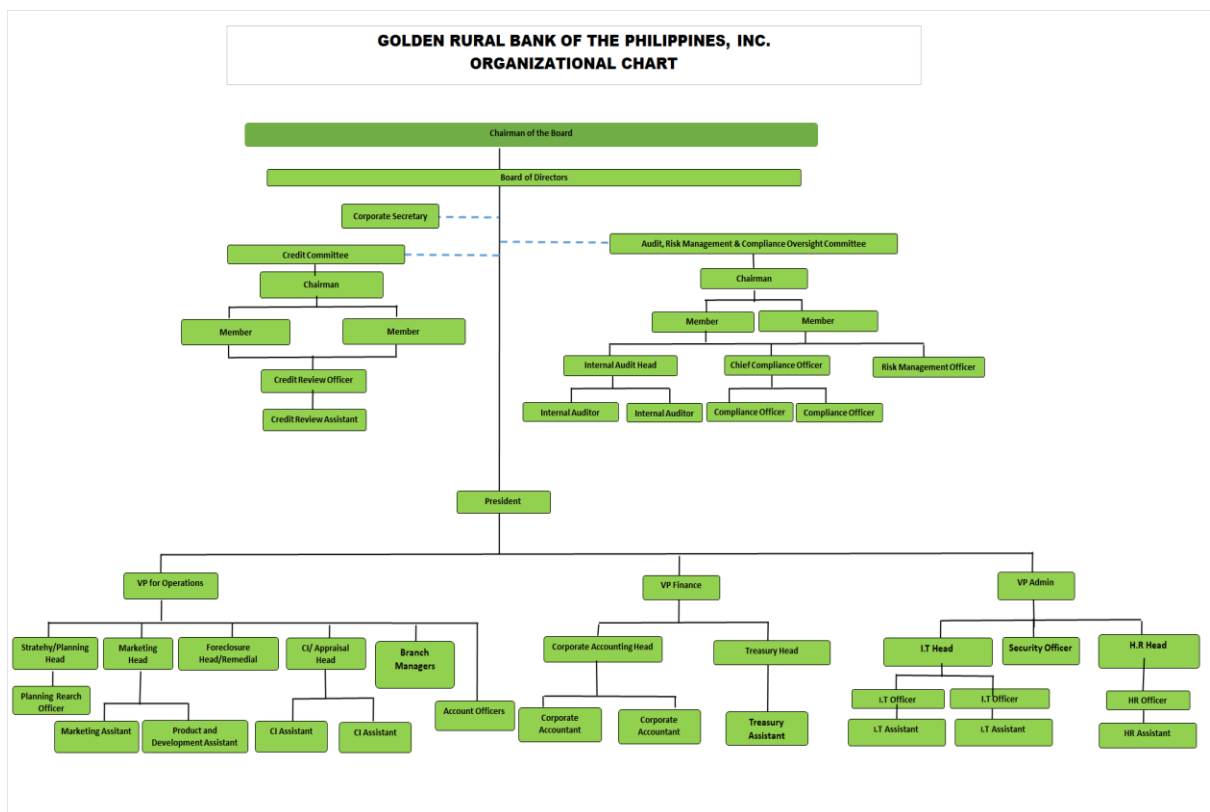 GOLDEN RURAL BANK OF THE PHILIPPINES, INC.
ORGANIZATIONAL CHART
Chairman of the Board
Board of Directors
Corporate Secretary
Audit, Risk Management & Compliance Oversight Committee
Credit Committee
Chairman
Chairman
Member
Member
Member
Member
Internal Audit Head
Chief Compliance Officer
Risk Management Officer
Credit Review Officer
Internal Auditor
Internal Auditor
Compliance Officer
Compliance Officer
Credit Review Assistant
President
VP for Operations
VP Finance
VP Admin
Stratehy/Planning
Head
Marketing
Head
Foreclosure
Head/Remedial
CI/ Appraisal
Head
Branch
Managers
Corporate Accounting Head
Treasury Head
I.T Head
Security Officer
H.R Head
Planning Rearch
Officer
Account Officers
I.T Officer
I.T Officer
HR Officer
Marketing Assitant
Product and
Development Assistant
CI Assistant
CI Assistant
Corporate
Accountant
Corporate
Accountant
Treasury
Assistant
I.T Assistant
I.T Assistant
HR Assistant